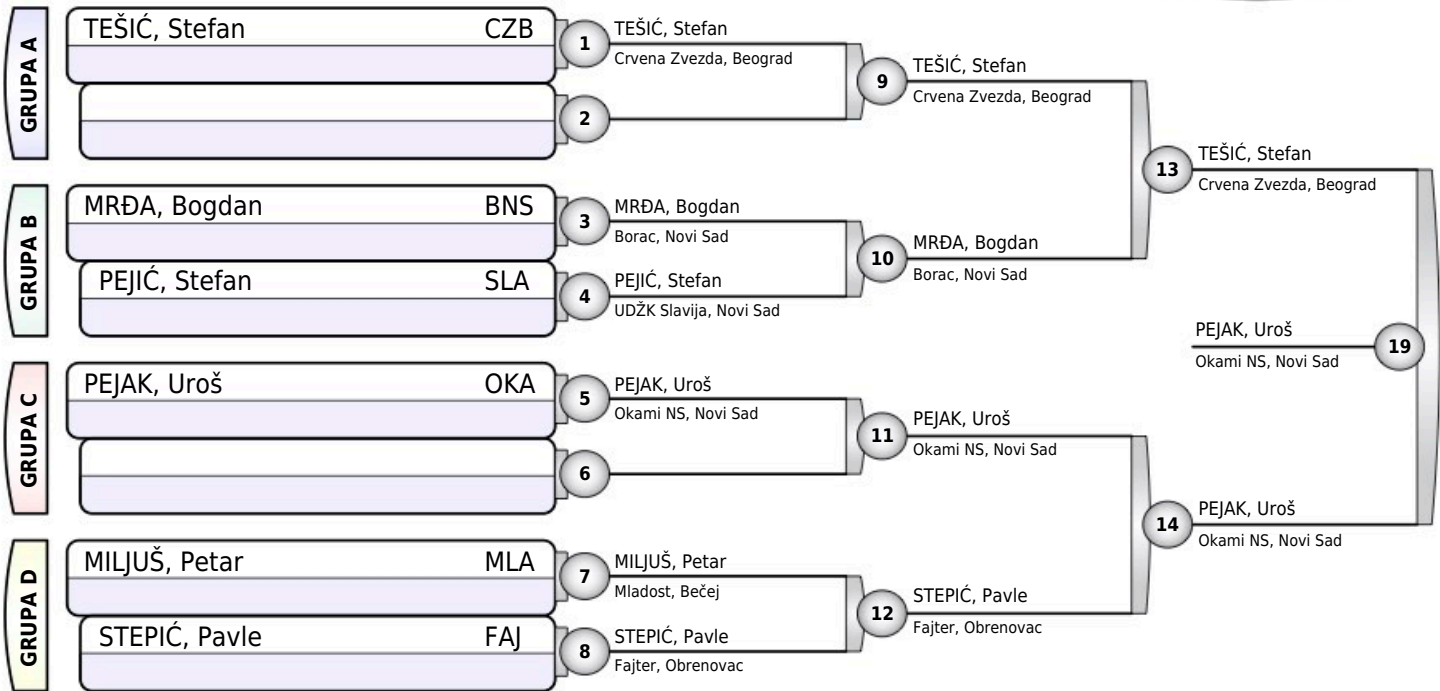 GRUPA A
TEŠIĆ, Stefan CZB
1
TEŠIĆ, Stefan
Crvena Zvezda, Beograd
2
9
TEŠIĆ, Stefan
Crvena Zvezda, Beograd
GRUPA B
MRĐA, Bogdan BNS
3
MRĐA, Bogdan
Borac, Novi Sad
PEJIĆ, Stefan SLA
4
PEJIĆ, Stefan
UDŽK Slavija, Novi Sad
10
MRĐA, Bogdan
Borac, Novi Sad
13
TEŠIĆ, Stefan
Crvena Zvezda, Beograd
GRUPA C
PEJAK, Uroš OKA
5
PEJAK, Uroš
Okami NS, Novi Sad
6
11
PEJAK, Uroš
Okami NS, Novi Sad
GRUPA D
MILJUŠ, Petar MLA
7
MILJUŠ, Petar
Mladost, Bečej
STEPIĆ, Pavle FAJ
8
STEPIĆ, Pavle
Fajter, Obrenovac
12
STEPIĆ, Pavle
Fajter, Obrenovac
14
PEJAK, Uroš
Okami NS, Novi Sad
PEJAK, Uroš
Okami NS, Novi Sad
19